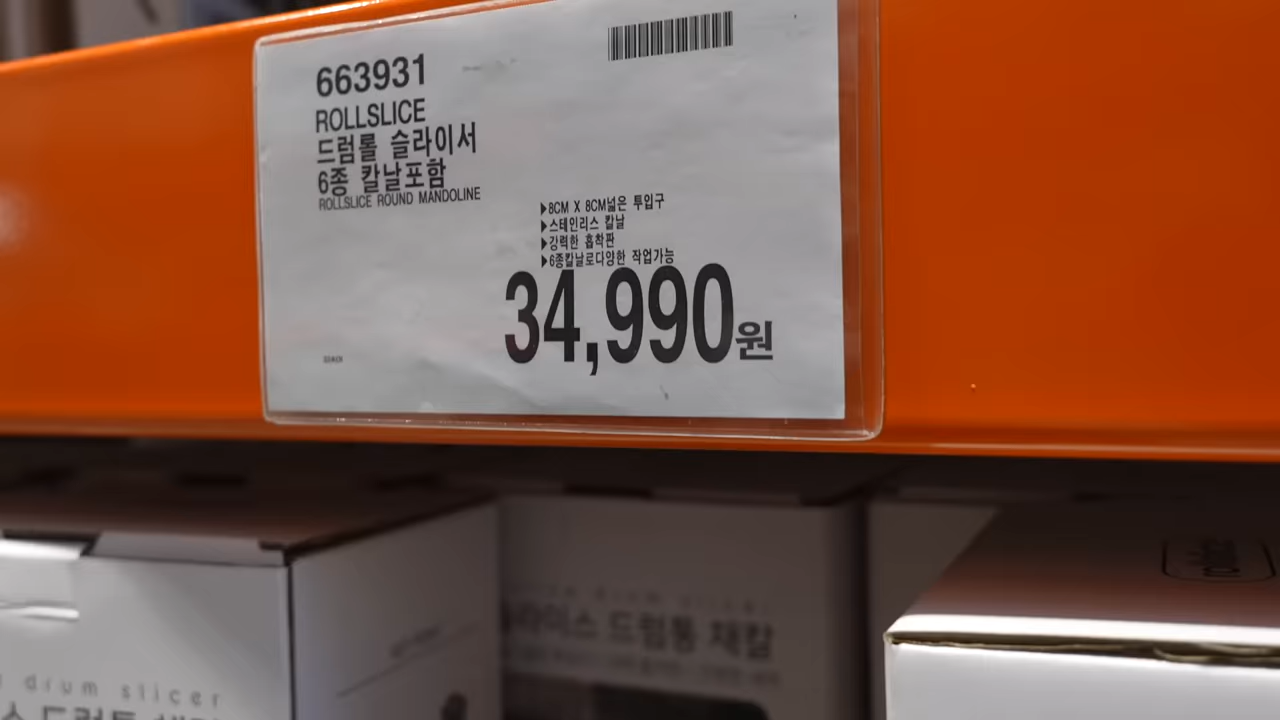 663931
ROLLSLICE
드럼롤 슬라이서
6종 칼날포함
ROLLSLICE ROUND MANDOLINE
▶8CM X 8CM넓은 투입구
▶스테인리스 칼날
▶강력한 흡착판
▶6종칼날로다양한 작업가능
34,990원
드럼통 채칼
drum slicer